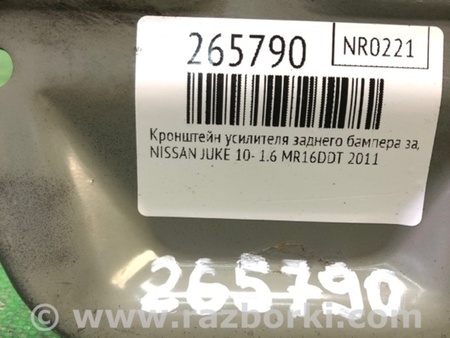 265790
NR0221
Кронштейн усилителя заднего бампера за,
NISSAN JUKE 10- 1.6 MR16DDT 2011
265790
www.razborki.com